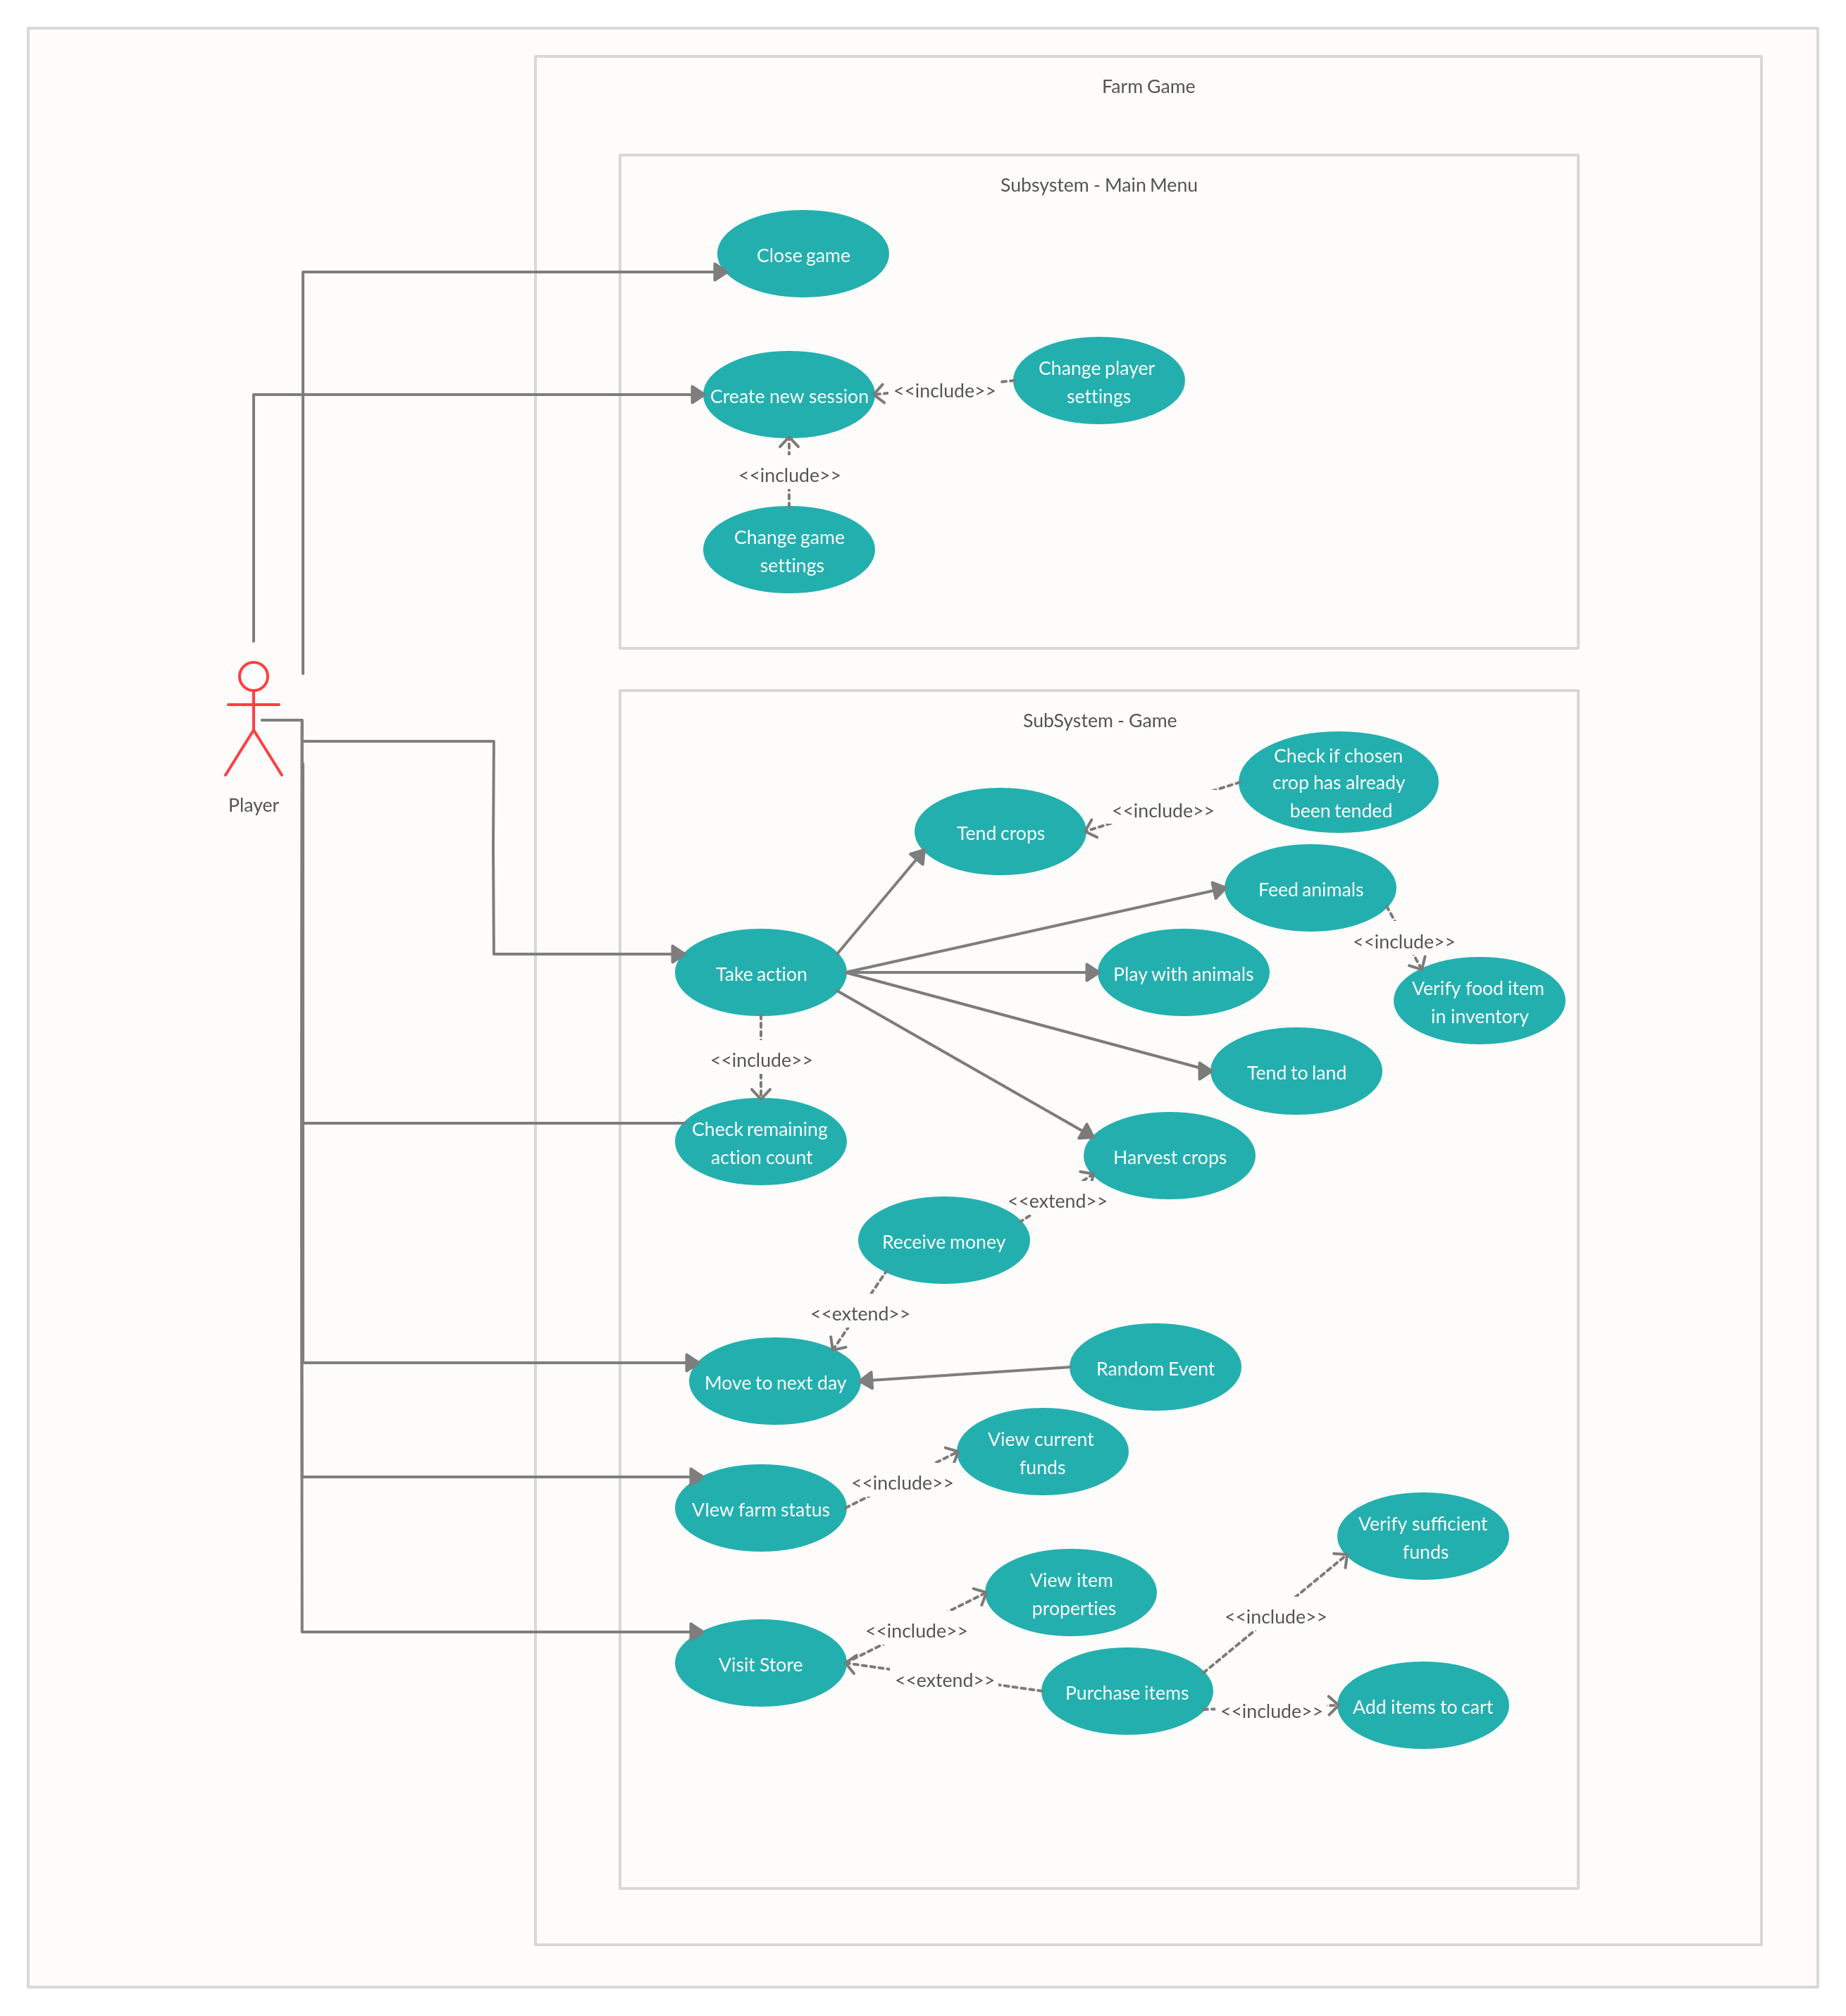 Farm Game
Subsystem - Main Menu
Close game
Create new session
<<include>>
Change player
settings
<<include>>
Change game
settings
Player
SubSystem - Game
Check if chosen
crop has already
been tended
<<include>>
Tend crops
Feed animals
<<include>>
Take action
Play with animals
Verify food item
in inventory
<<include>>
Tend to land
Check remaining
action count
Harvest crops
<<extend>>
Receive money
<<extend>>
Move to next day
Random Event
View current
funds
<<include>>
VIew farm status
Verify sufficient
funds
View item
properties
<<include>>
<<include>>
Visit Store
<<extend>>
Purchase items
<<include>>
Add items to cart